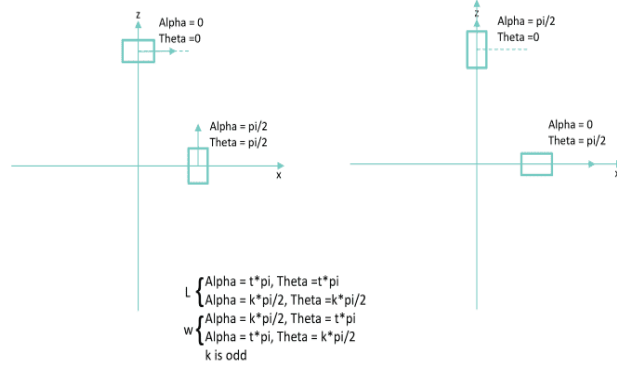 z
Alpha = 0
Theta =0
Alpha = pi/2
Theta = pi/2
x
z
Alpha = pi/2
Theta =0
Alpha = 0
Theta = pi/2
x
L { Alpha = t*pi, Theta =t*pi
Alpha = k*pi/2, Theta =k*pi/2
w { Alpha = k*pi/2, Theta = t*pi
Alpha = t*pi, Theta = k*pi/2
k is odd